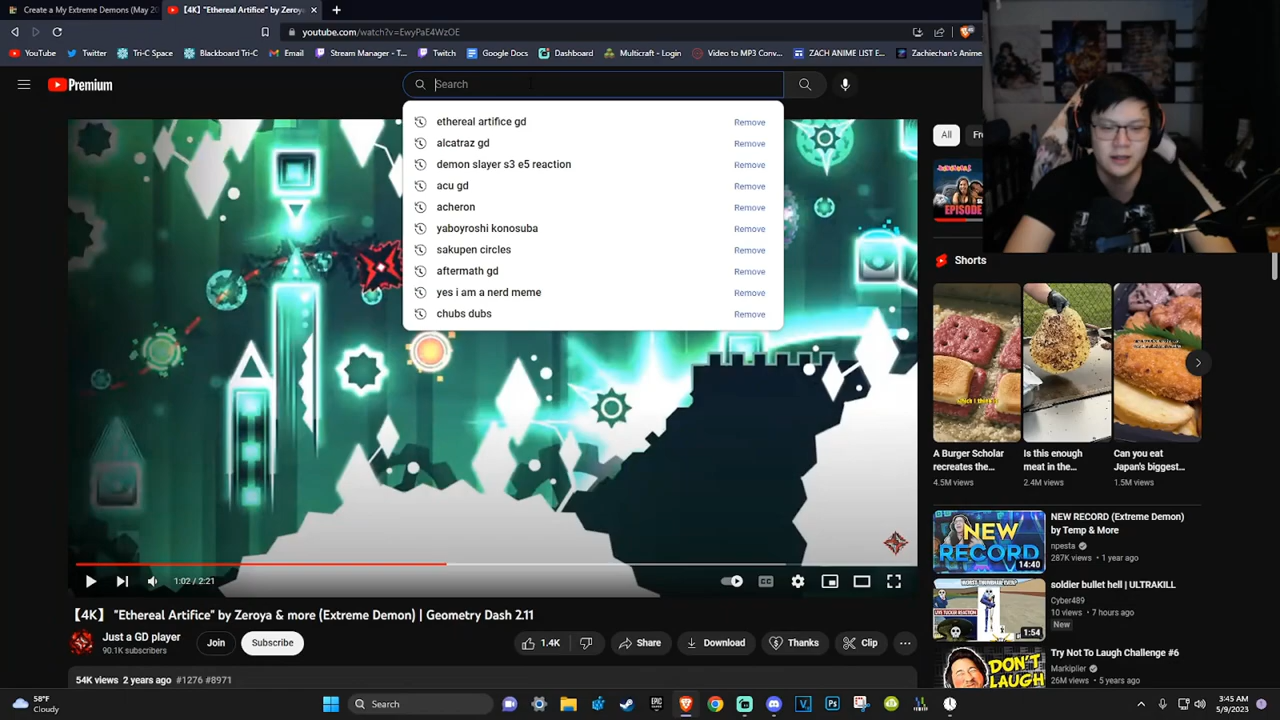 Create a My Extreme Demons (May 20
【4K】 "Ethereal Artifice" by Zeroya
youtube.com/watch?v=EwyPaE4WzOE
YouTube
Twitter
Tri-C Space
Blackboard Tri-C
Email
Stream Manager - T...
Twitch
Google Docs
Dashboard
Multicraft - Login
Video to MP3 Conv...
ZACH ANIME LIST E...
Zachiechan's Anime...
Premium
Search
ethereal artifice gd
Remove
alcatraz gd
Remove
demon slayer s3 e5 reaction
Remove
acu gd
Remove
acheron
Remove
yaboyroshi konosuba
Remove
sakupen circles
Remove
aftermath gd
Remove
yes i am a nerd meme
Remove
chubs dubs
Remove
All
EPISODE
Shorts
A Burger Scholar
recreates the...
4.5M views
Is this enough
meat in the...
2.4M views
Can you eat
Japan's biggest...
1.5M views
NEW
RECORD
14:40
NEW RECORD (Extreme Demon)
by Temp & More
npesta
287K views • 1 year ago
1:54
soldier bullet hell | ULTRAKILL
Cyber489
10 views • 7 hours ago
New
DON'T
LAUGH
Try Not To Laugh Challenge #6
Markiplier
26M views • 5 years ago
1:02 / 2:21
CC
【4K】 "Ethereal Artifice" by Zeroya & more (Extreme Demon) | Geometry Dash 2.11
Just a GD player
90.1K subscribers
Join
Subscribe
1.4K
Share
Download
Thanks
Clip
54K views 2 years ago #1276 #8971
58°F
Cloudy
Search
3:45 AM
5/9/2023